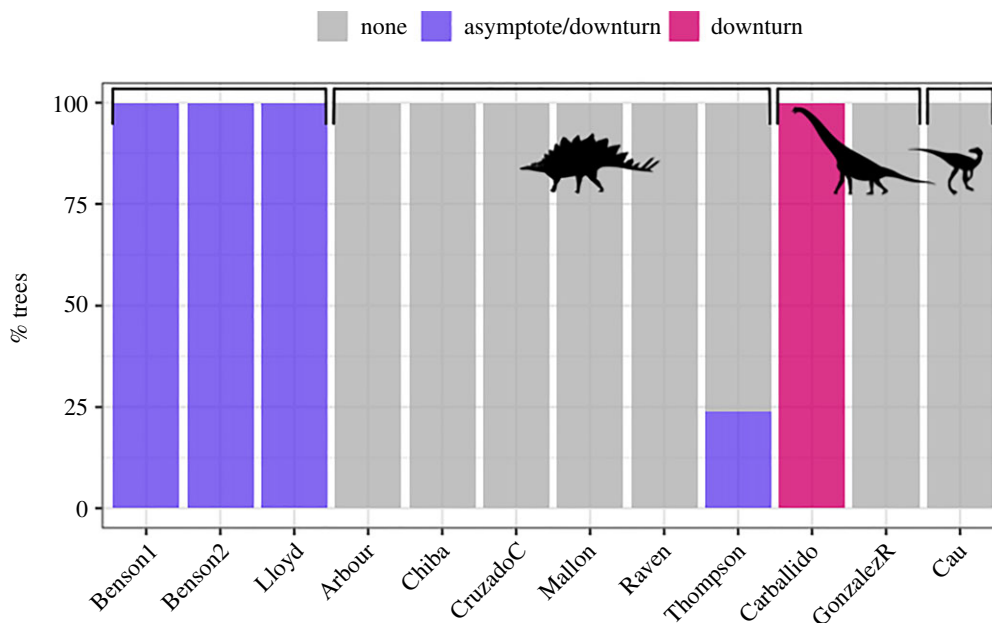 none asymptote/downturn downturn
100
75
50
25
0
% trees
Benson1 Benson2 Lloyd Arbour Chiba CruzadoC Mallon Raven Thompson Carballido GonzalezR Cau